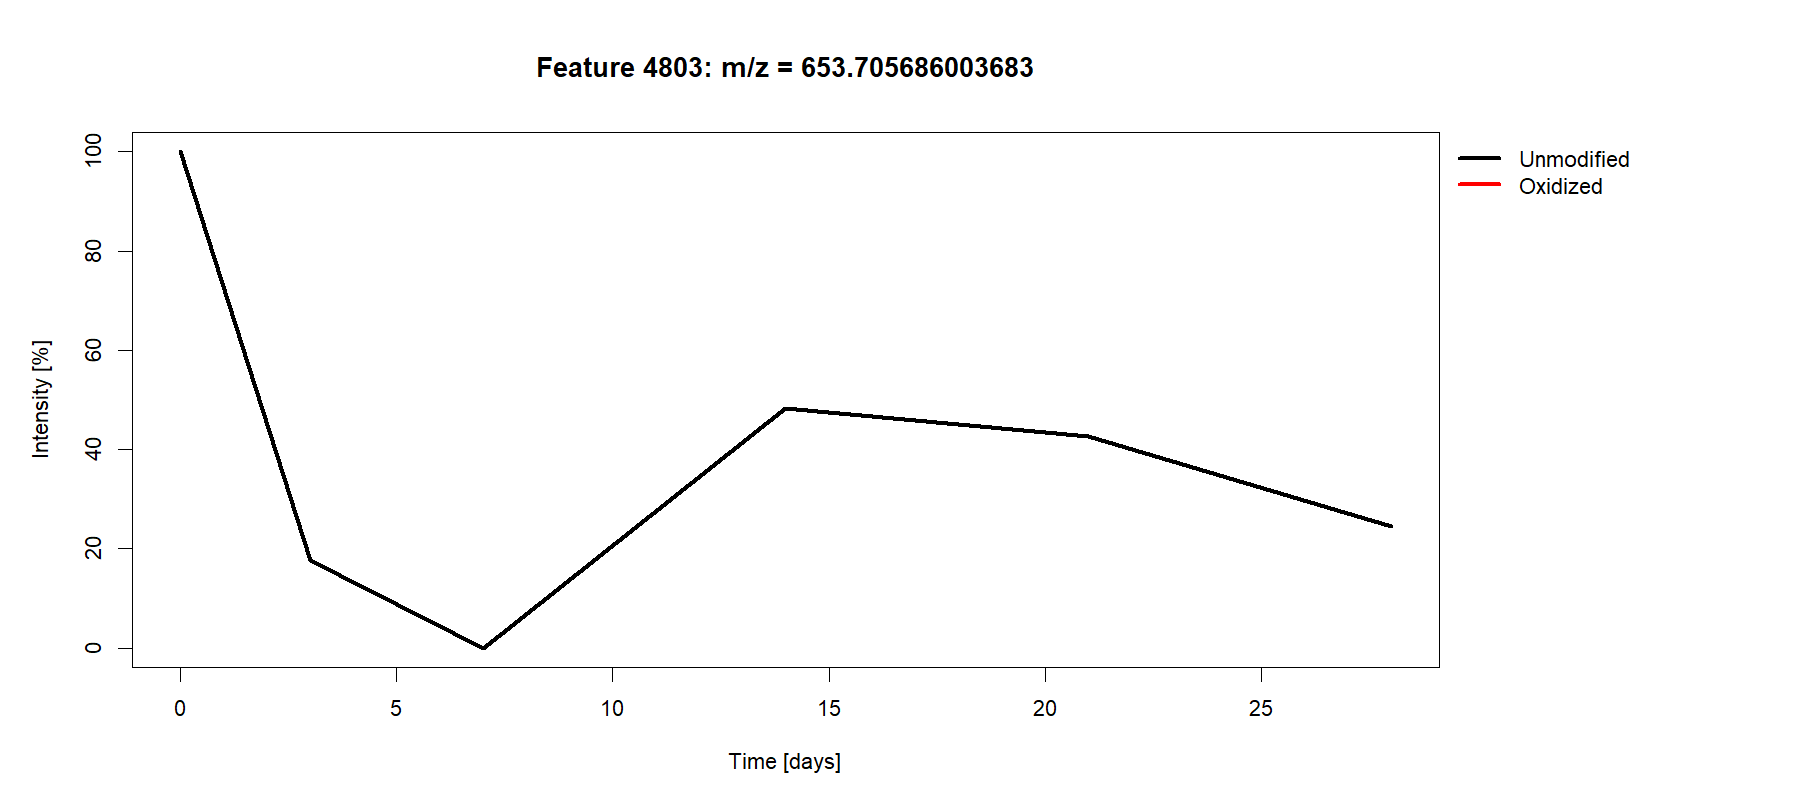 Feature 4803: m/z = 653.705686003683
Unmodified
Oxidized
Intensity [%]
100
80
60
40
20
0
0 5 10 15 20 25
Time [days]